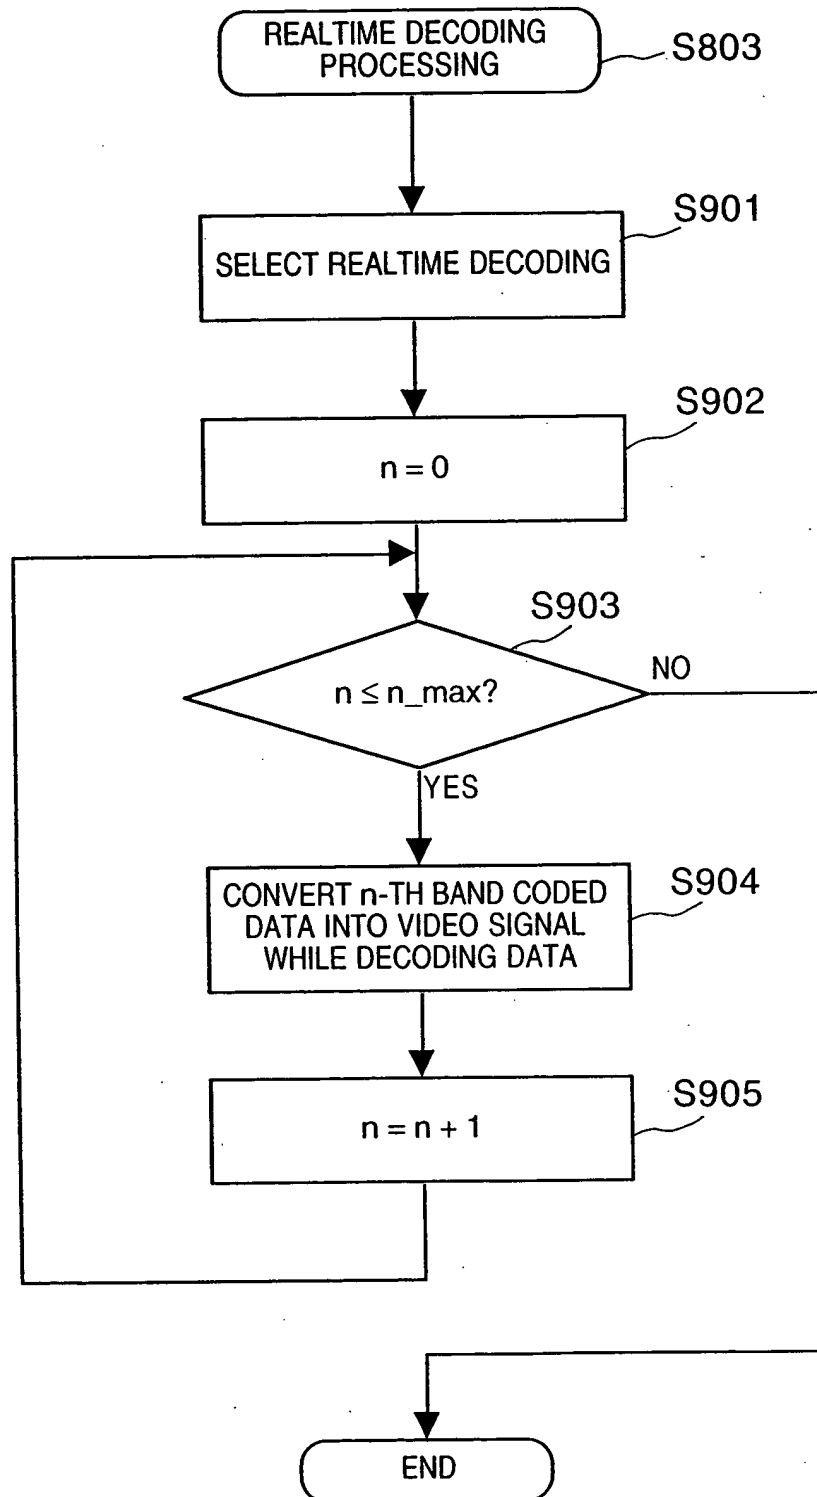 REALTIME DECODING
PROCESSING
S803
S901
SELECT REALTIME DECODING
S902
n = 0
S903
n ≤ n_max?
NO
YES
S904
CONVERT n-TH BAND CODED
DATA INTO VIDEO SIGNAL
WHILE DECODING DATA
S905
n = n + 1
END